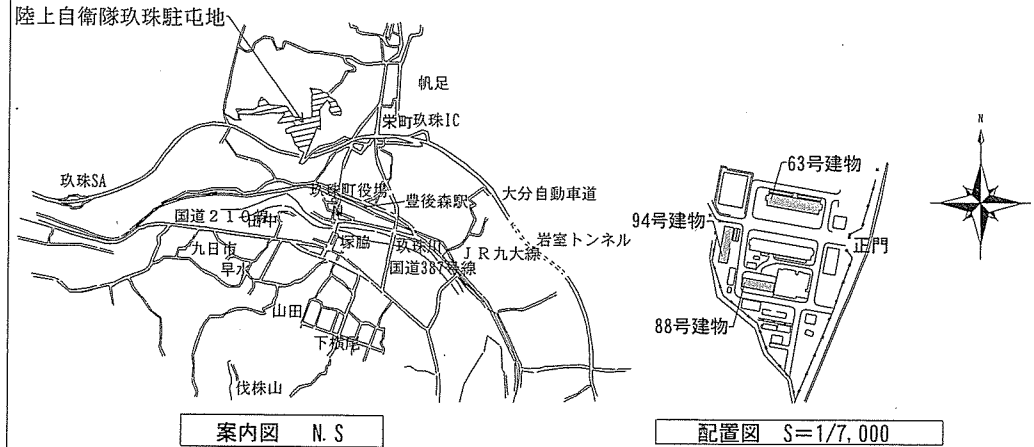 陸上自衛隊玖珠駐屯地
帆足
栄町
玖珠IC
玖珠SA
玖珠町役場
豊後森駅
大分自動車道
国道210号
田中
塚脇
玖珠川
JR九大線
岩室トンネル
九日市
早水
国道387号線
山田
下横尾
伐株山
案内図 N.S
N
63号建物
94号建物
正門
88号建物
配置図 S=1/7,000